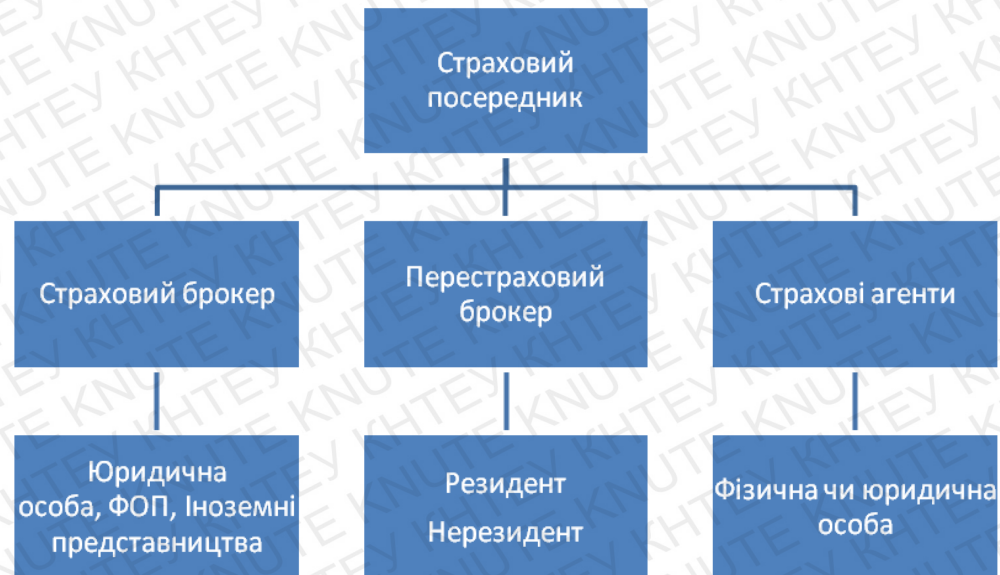 Страховий
посередник
Страховий брокер
Перестраховий
брокер
Страхові агенти
Юридична
особа, ФОП, Іноземні
представництва
Резидент
Нерезидент
Фізична чи юридична
особа